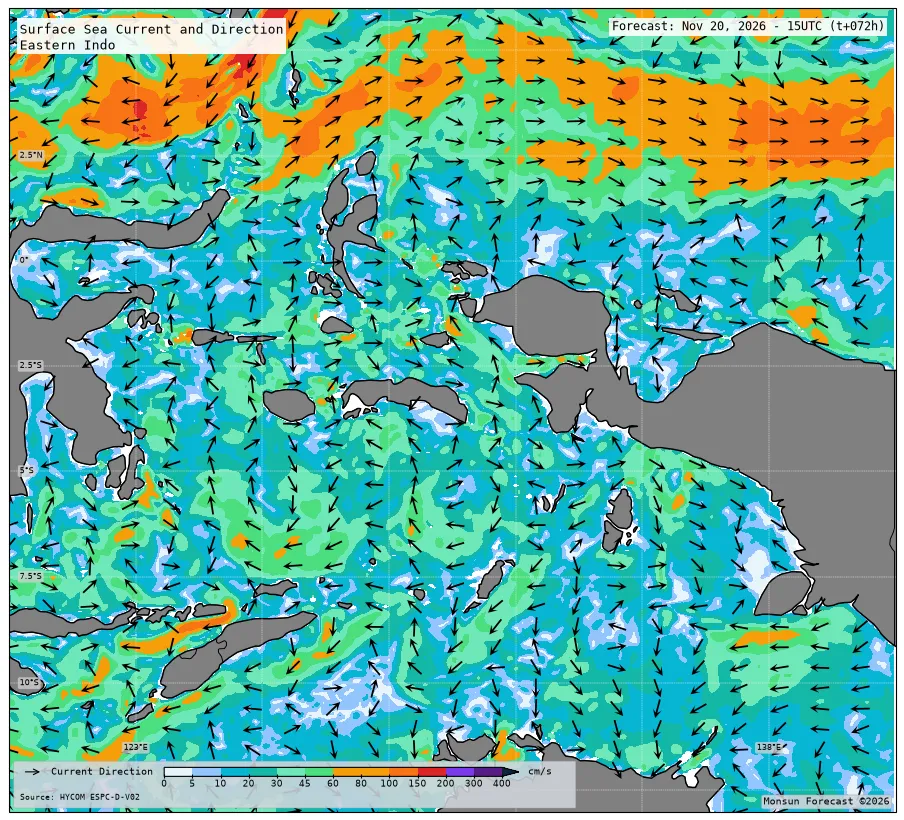 Surface Sea Current and Direction
Eastern Indo
Forecast: Nov 20, 2026 - 15UTC (t+072h)
2.5°N
0°
2.5°S
5°S
7.5°S
10°S
123°E
138°E
Current Direction
0 5 10 20 30 45 60 80 100 150 200 300 400
cm/s
Source: HYCOM ESPC-D-V02
Monsun Forecast ©2026